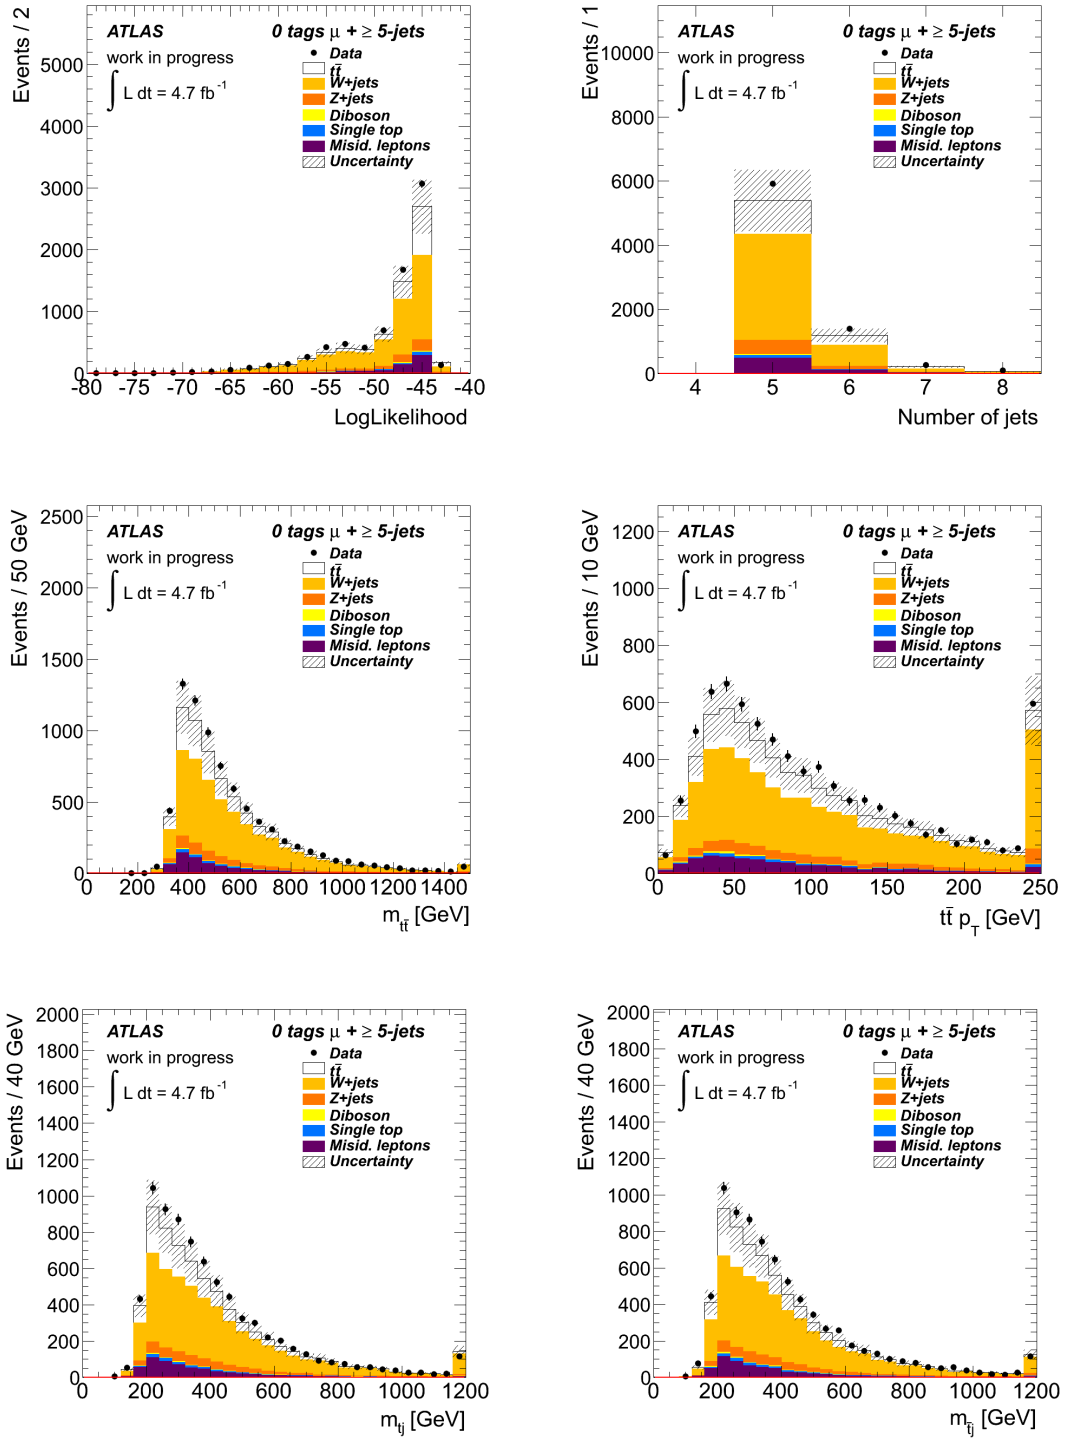 Events / 2
ATLAS
0 tags μ + ≥ 5-jets
work in progress
∫ L dt = 4.7 fb⁻¹
Data
tt̄
W+jets
Z+jets
Diboson
Single top
Misid. leptons
Uncertainty
5000
4000
3000
2000
1000
0
-80 -75 -70 -65 -60 -55 -50 -45 -40
LogLikelihood
Events / 1
ATLAS
0 tags μ + ≥ 5-jets
work in progress
∫ L dt = 4.7 fb⁻¹
Data
tt̄
W+jets
Z+jets
Diboson
Single top
Misid. leptons
Uncertainty
10000
8000
6000
4000
2000
0
4 5 6 7 8
Number of jets
Events / 50 GeV
ATLAS
0 tags μ + ≥ 5-jets
work in progress
∫ L dt = 4.7 fb⁻¹
Data
tt̄
W+jets
Z+jets
Diboson
Single top
Misid. leptons
Uncertainty
2500
2000
1500
1000
500
0
0 200 400 600 800 1000 1200 1400
m_tt̄ [GeV]
Events / 10 GeV
ATLAS
0 tags μ + ≥ 5-jets
work in progress
∫ L dt = 4.7 fb⁻¹
Data
tt̄
W+jets
Z+jets
Diboson
Single top
Misid. leptons
Uncertainty
1200
1000
800
600
400
200
0
0 50 100 150 200 250
tt̄ p_T [GeV]
Events / 40 GeV
ATLAS
0 tags μ + ≥ 5-jets
work in progress
∫ L dt = 4.7 fb⁻¹
Data
tt̄
W+jets
Z+jets
Diboson
Single top
Misid. leptons
Uncertainty
2000
1800
1600
1400
1200
1000
800
600
400
200
0
0 200 400 600 800 1000 1200
m_tj [GeV]
Events / 40 GeV
ATLAS
0 tags μ + ≥ 5-jets
work in progress
∫ L dt = 4.7 fb⁻¹
Data
tt̄
W+jets
Z+jets
Diboson
Single top
Misid. leptons
Uncertainty
2000
1800
1600
1400
1200
1000
800
600
400
200
0
0 200 400 600 800 1000 1200
m_t̄j [GeV]